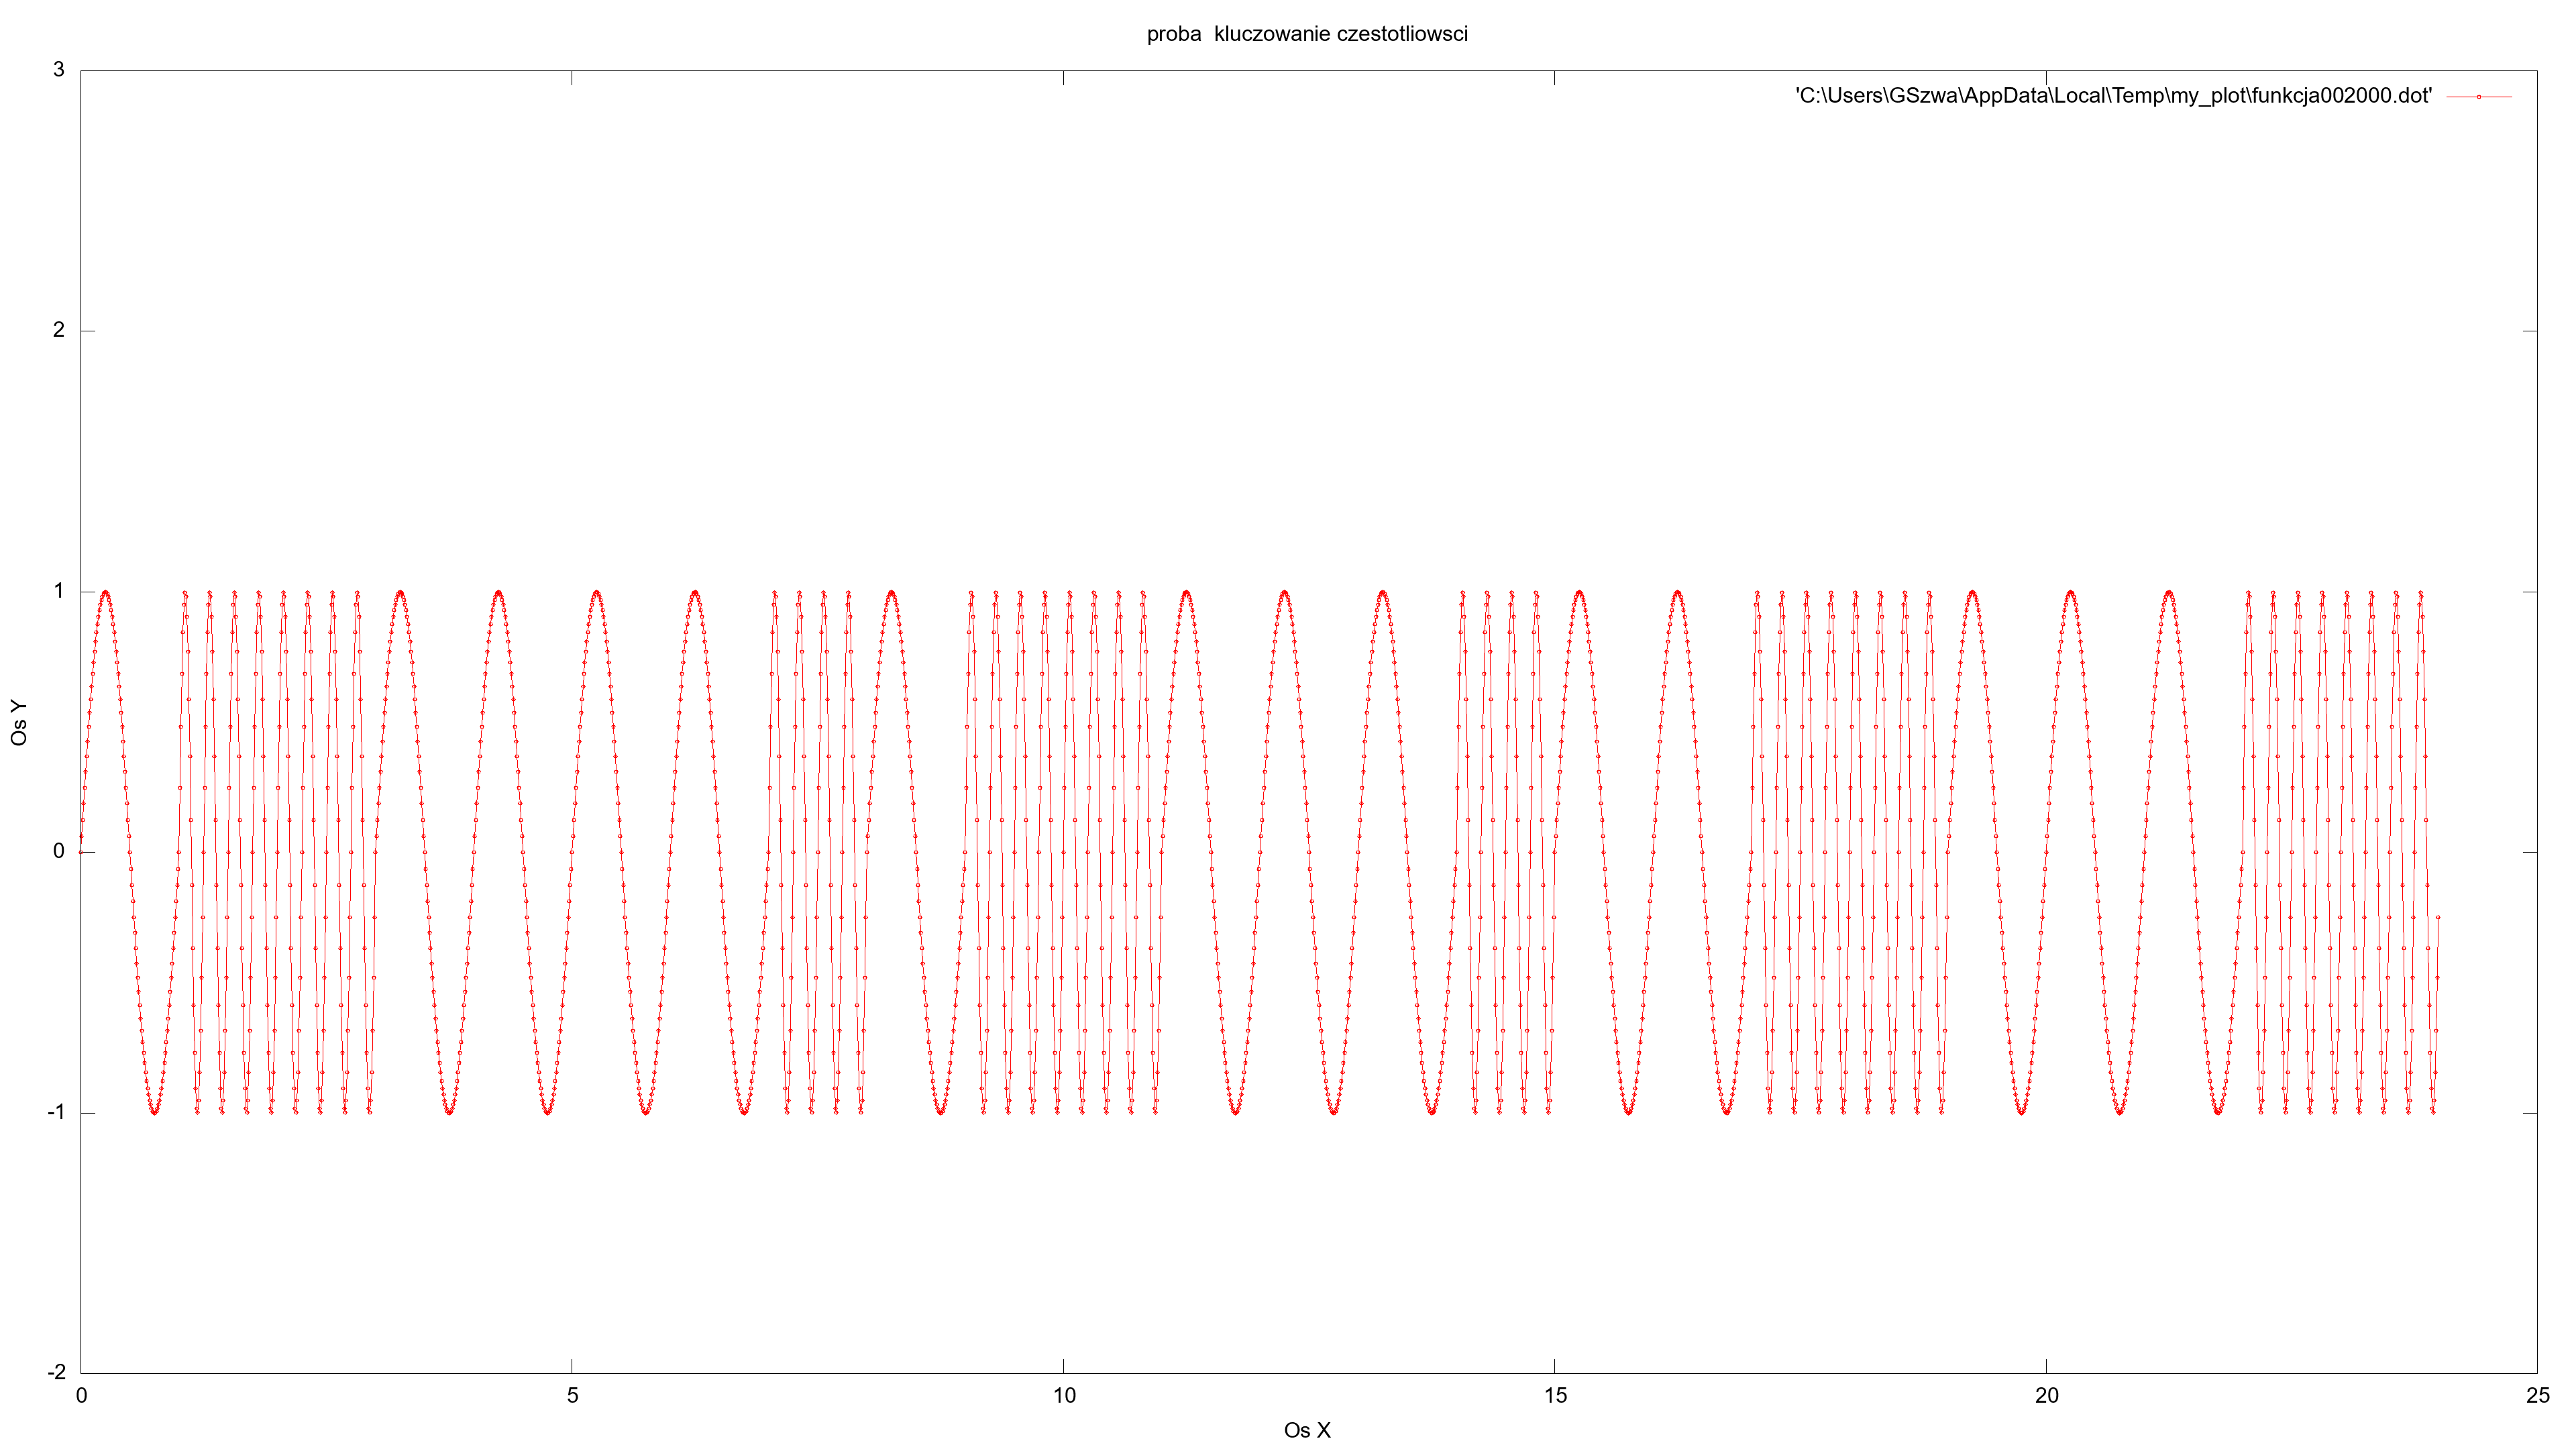 proba  kluczowanie czestotliowsci
'C:\Users\GSzwa\AppData\Local\Temp\my_plot\funkcja002000.dot'
3
2
1
0
-1
-2
Os Y
0 5 10 15 20 25
Os X